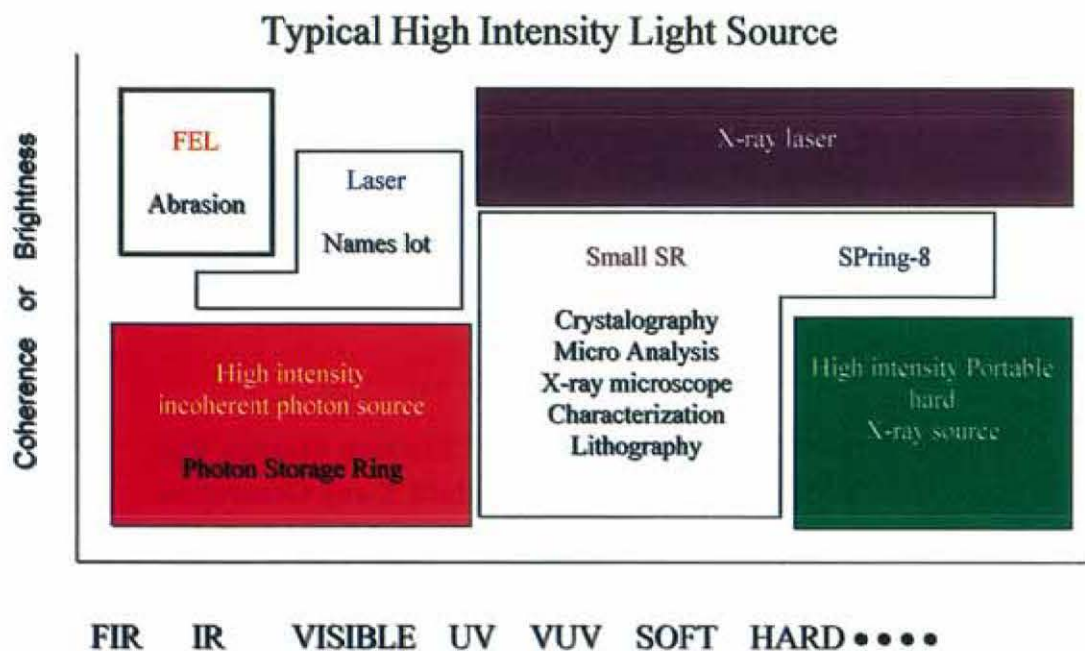 Typical High Intensity Light Source
Coherence or Brightness
FEL
Abrasion
Laser
Names lot
X-ray laser
Small SR
SPring-8
Crystalography
Micro Analysis
X-ray microscope
Characterization
Lithography
High intensity
incoherent photon source
Photon Storage Ring
High intensity Portable
hard
X-ray source
FIR IR VISIBLE UV VUV SOFT HARD ● ● ● ●